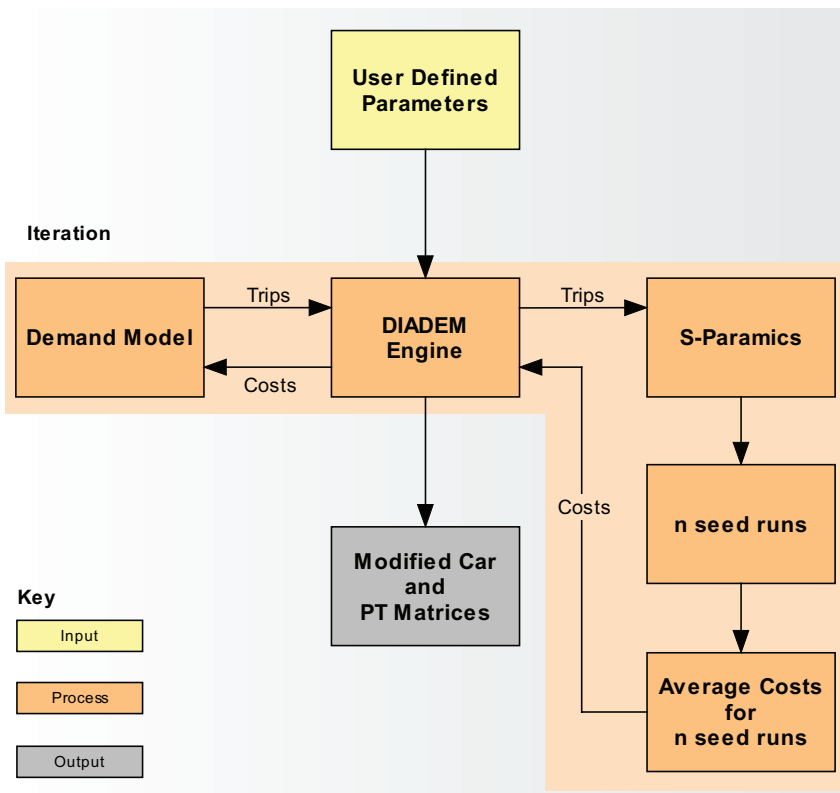 User Defined
Parameters
Iteration
Trips
Trips
Demand Model
DIADEM
Engine
S-Paramics
Costs
Costs
n seed runs
Modified Car
and
PT Matrices
Key
Input
Process
Output
Average Costs
for
n seed runs